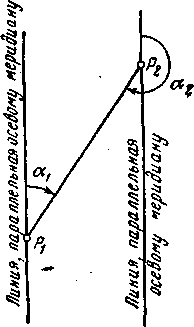 Линия, параллельная осевому меридиану
α₁
P₁
P₂
α₂
Линия, параллельная
осевому меридиану